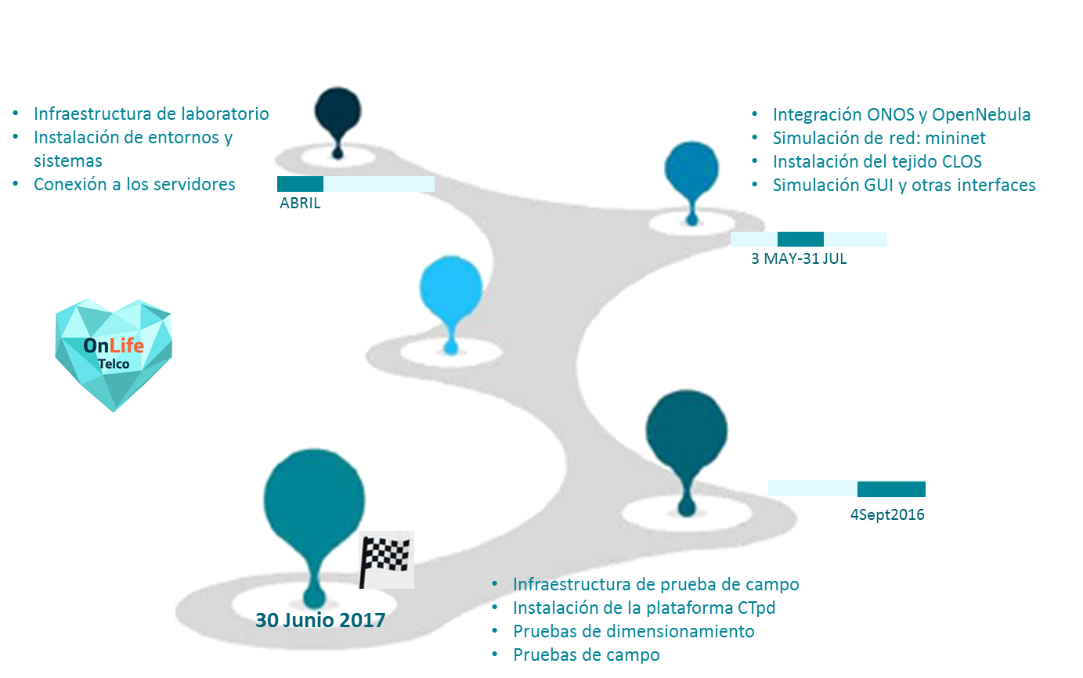 • Infraestructura de laboratorio
• Instalación de entornos y
sistemas
• Conexión a los servidores
ABRIL
• Integración ONOS y OpenNebula
• Simulación de red: mininet
• Instalación del tejido CLOS
• Simulación GUI y otras interfaces
3 MAY-31 JUL
OnLife
Telco
4Sept2016
30 Junio 2017
• Infraestructura de prueba de campo
• Instalación de la plataforma CTpd
• Pruebas de dimensionamiento
• Pruebas de campo